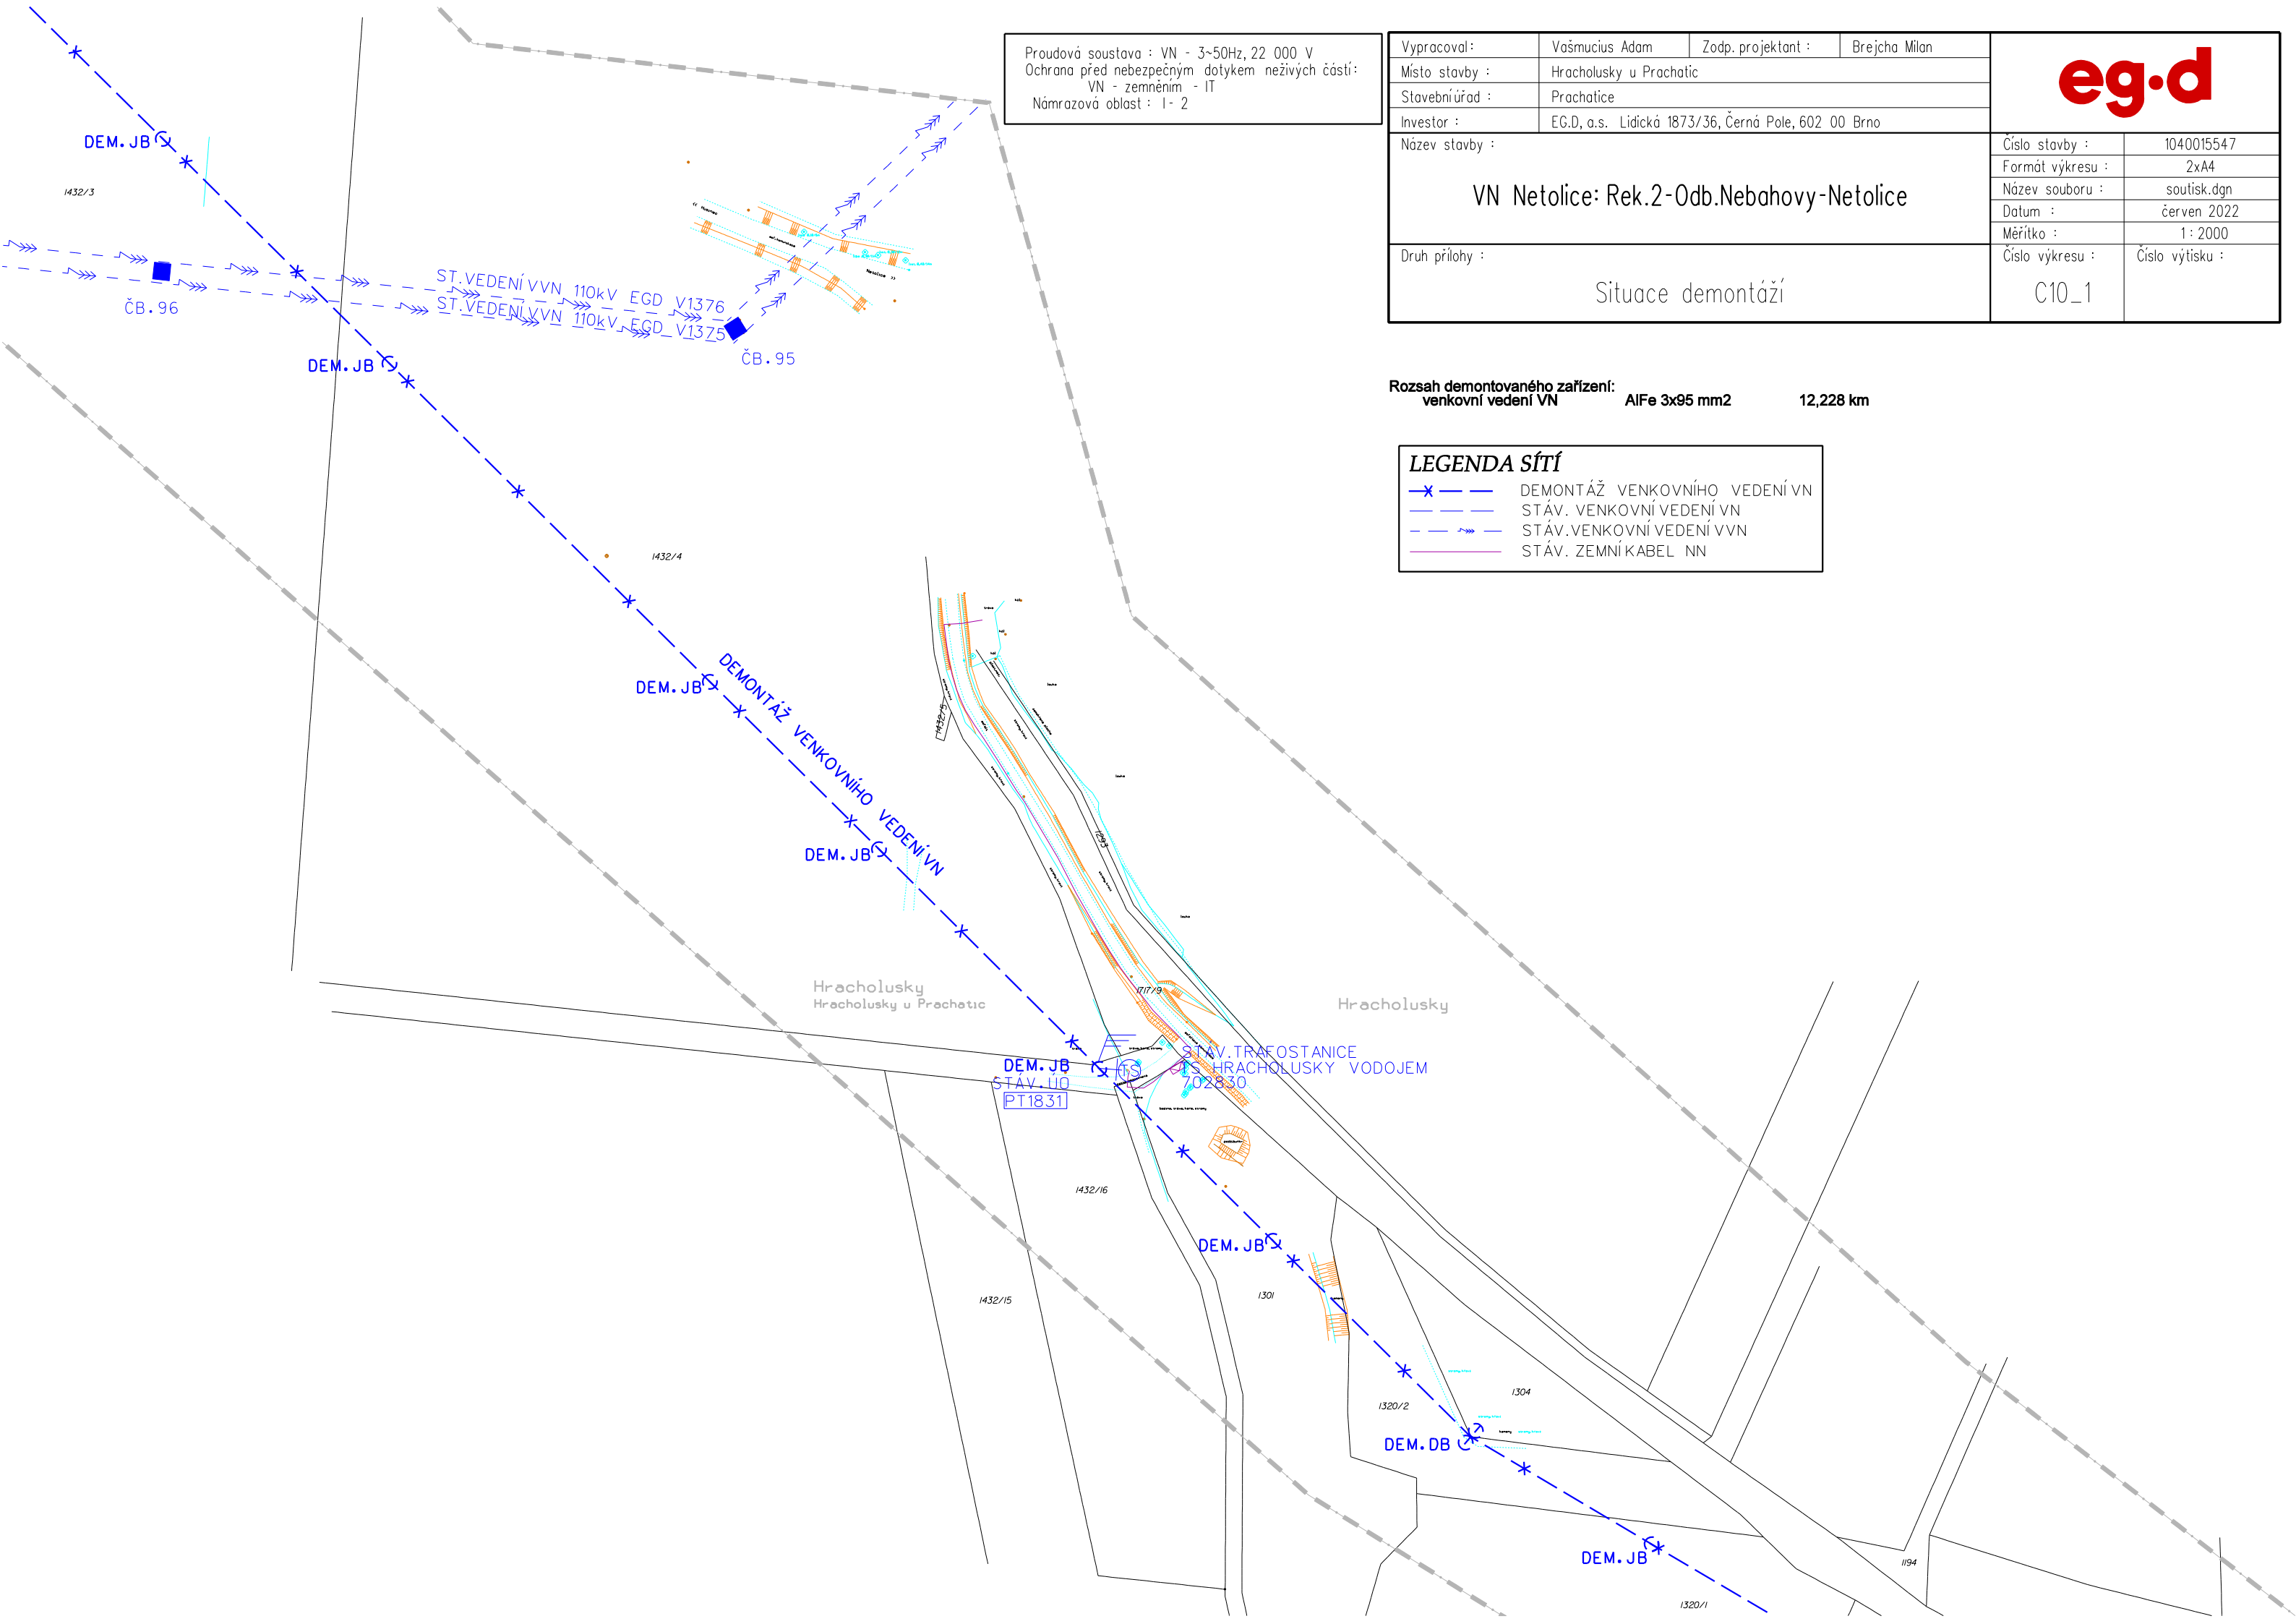 Proudová soustava : VN - 3~50Hz, 22 000 V
Ochrana před nebezpečným dotykem neživých částí:
VN - zemněním - IT
Námrazová oblast : I - 2
Vypracoval: Vašmucius Adam Zodp. projektant : Brejcha Milan
Místo stavby : Hracholusky u Prachatic
Stavební úřad : Prachatice
Investor : EG.D, a.s. Lidická 1873/36, Černá Pole, 602 00 Brno
eg·d
Název stavby :
VN Netolice: Rek.2-Odb.Nebahovy-Netolice
Číslo stavby : 1040015547
Formát výkresu : 2xA4
Název souboru : soutisk.dgn
Datum : červen 2022
Měřítko : 1 : 2000
Druh přílohy :
Situace demontáží
Číslo výkresu : Číslo výtisku :
C10_1
Rozsah demontovaného zařízení:
venkovní vedení VN AlFe 3x95 mm2 12,228 km
LEGENDA SÍTÍ
DEMONTÁŽ VENKOVNÍHO VEDENÍ VN
STÁV. VENKOVNÍ VEDENÍ VN
STÁV.VENKOVNÍ VEDENÍ VVN
STÁV. ZEMNÍ KABEL NN
DEM.JB
1432/3
ČB.96
ST.VEDENÍ VVN 110kV EGD V1376
ST.VEDENÍ VVN 110kV EGD V1375
ČB.95
DEM.JB
1432/4
DEM.JB
DEMONTÁŽ VENKOVNÍHO VEDENÍ VN
1432/5
1293
DEM.JB
Hracholusky
Hracholusky u Prachatic
1717/9
Hracholusky
DEM.JB
STÁV.ÚO
PT1831
TS
STÁV.TRAFOSTANICE
TS HRACHOLUSKY VODOJEM
702830
1432/16
DEM.JB
1432/15
1301
1304
1320/2
DEM.DB
DEM.JB
1194
1320/1